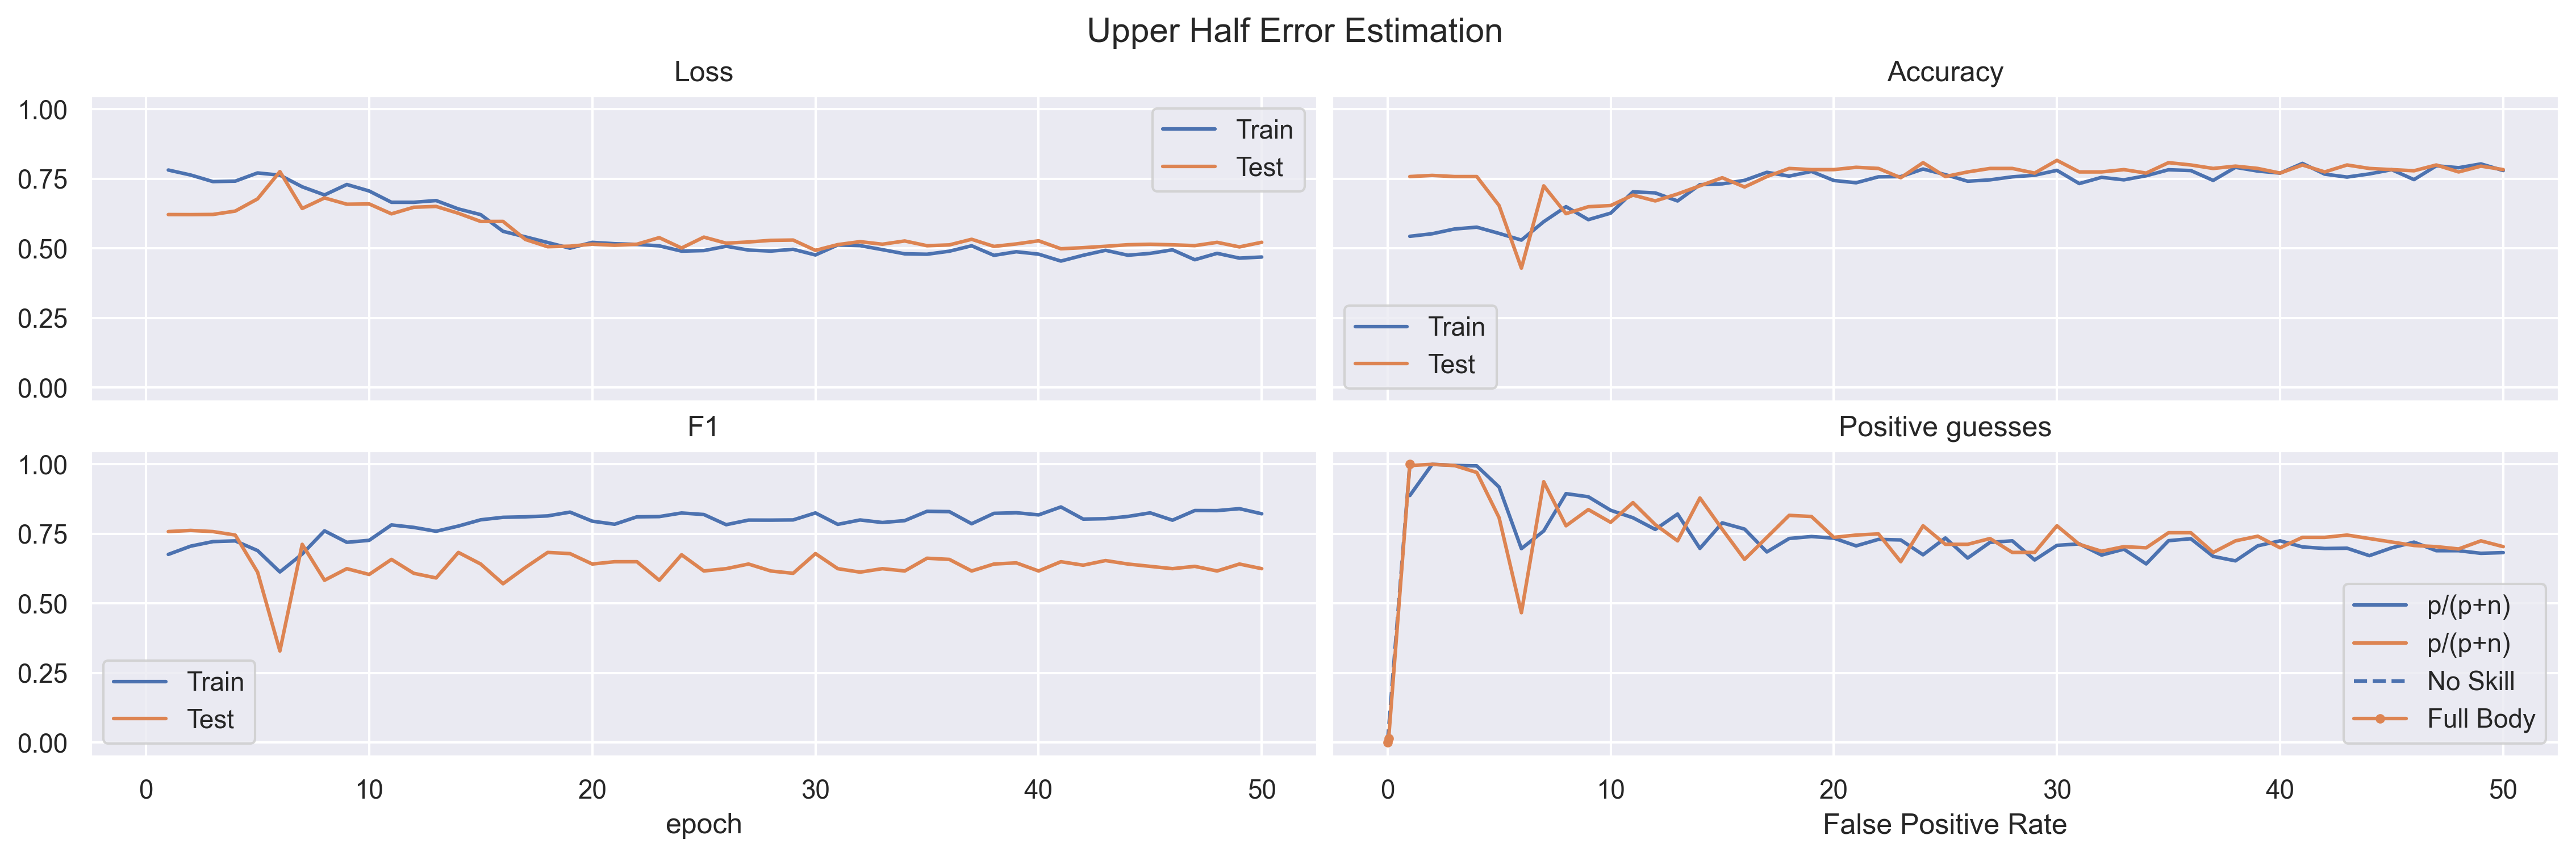 Upper Half Error Estimation
Loss
1.00
0.75
0.50
0.25
0.00
Train
Test
Accuracy
Train
Test
F1
1.00
0.75
0.50
0.25
0.00
Train
Test
0 10 20 30 40 50
epoch
Positive guesses
p/(p+n)
p/(p+n)
No Skill
Full Body
0 10 20 30 40 50
False Positive Rate